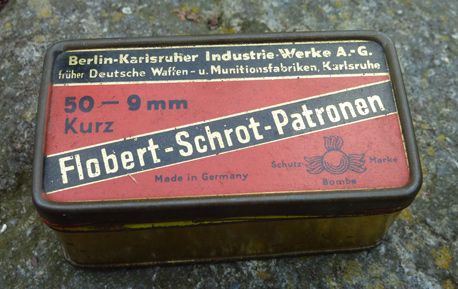 Berlin-Karlsruher Industrie-Werke A.-G.
früher Deutsche Waffen- u. Munitionsfabriken, Karlsruhe
50 – 9 mm
Kurz
Flobert-Schrot-Patronen
Schutz Marke
Bombe
Made in Germany